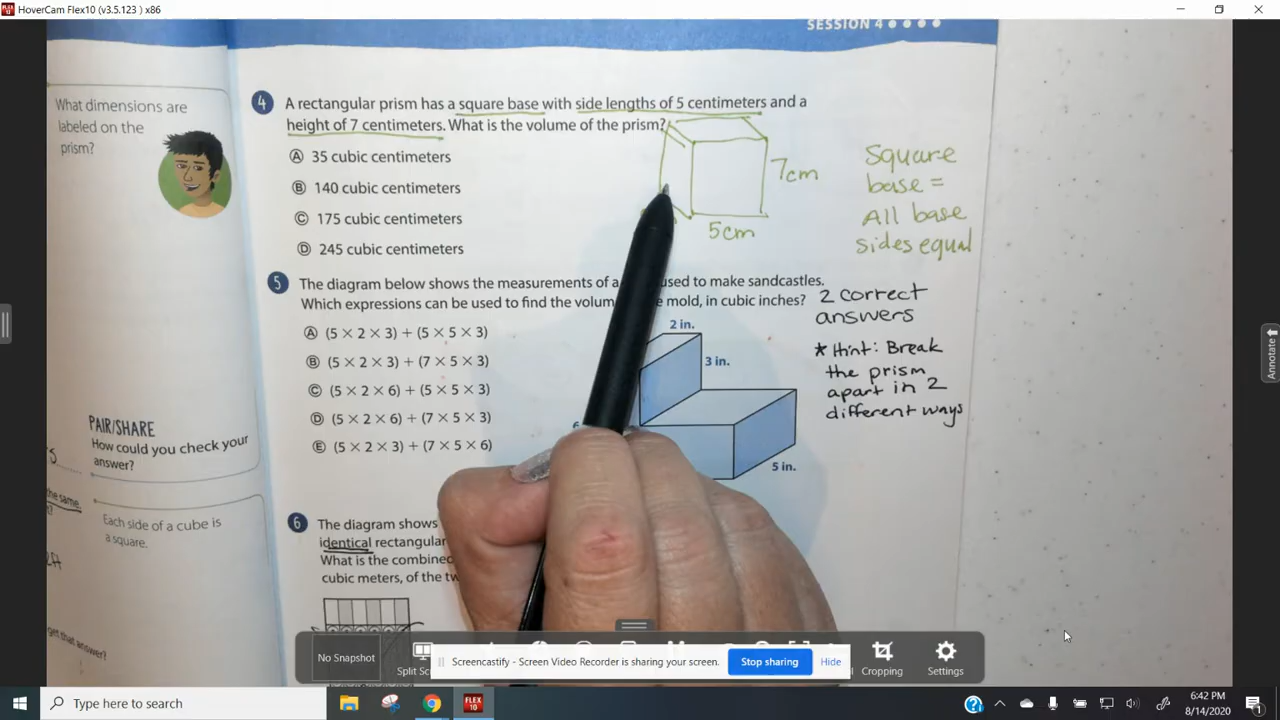 HoverCam Flex10 (v3.5.123 ) x86
SESSION 4
What dimensions are
labeled on the
prism?
4 A rectangular prism has a square base with side lengths of 5 centimeters and a
height of 7 centimeters. What is the volume of the prism?
A 35 cubic centimeters
B 140 cubic centimeters
C 175 cubic centimeters
D 245 cubic centimeters
7cm
5cm
Square
base =
All base
sides equal
5 The diagram below shows the measurements of a used to make sandcastles.
Which expressions can be used to find the mold, in cubic inches?
A (5 × 2 × 3) + (5 × 5 × 3)
B (5 × 2 × 3) + (7 × 5 × 3)
C (5 × 2 × 6) + (5 × 5 × 3)
D (5 × 2 × 6) + (7 × 5 × 3)
E (5 × 2 × 3) + (7 × 5 × 6)
2 in.
3 in.
5 in.
2 correct
answers
* Hint: Break
the prism
apart in 2
different ways
PAIR/SHARE
How could you check your
answer?
the same.
Each side of a cube is
a square.
get that answer?
6 The diagram shows
identical rectangular
What is the combined
cubic meters, of the
No Snapshot
Split
Screencastify - Screen Video Recorder is sharing your screen.
Stop sharing
Hide
Cropping
Settings
Annotate
Type here to search
FLEX
10
6:42 PM
8/14/2020